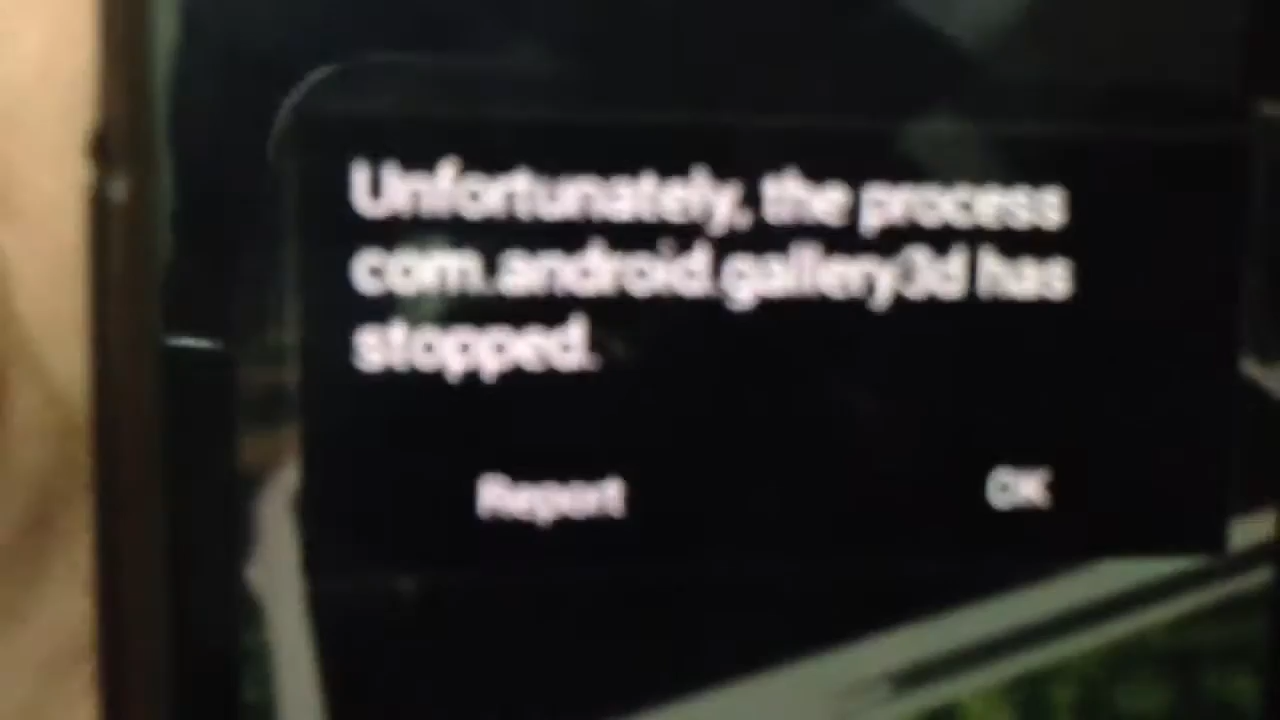 Unfortunately, the process
com.android.gallery3d has
stopped.
Report OK